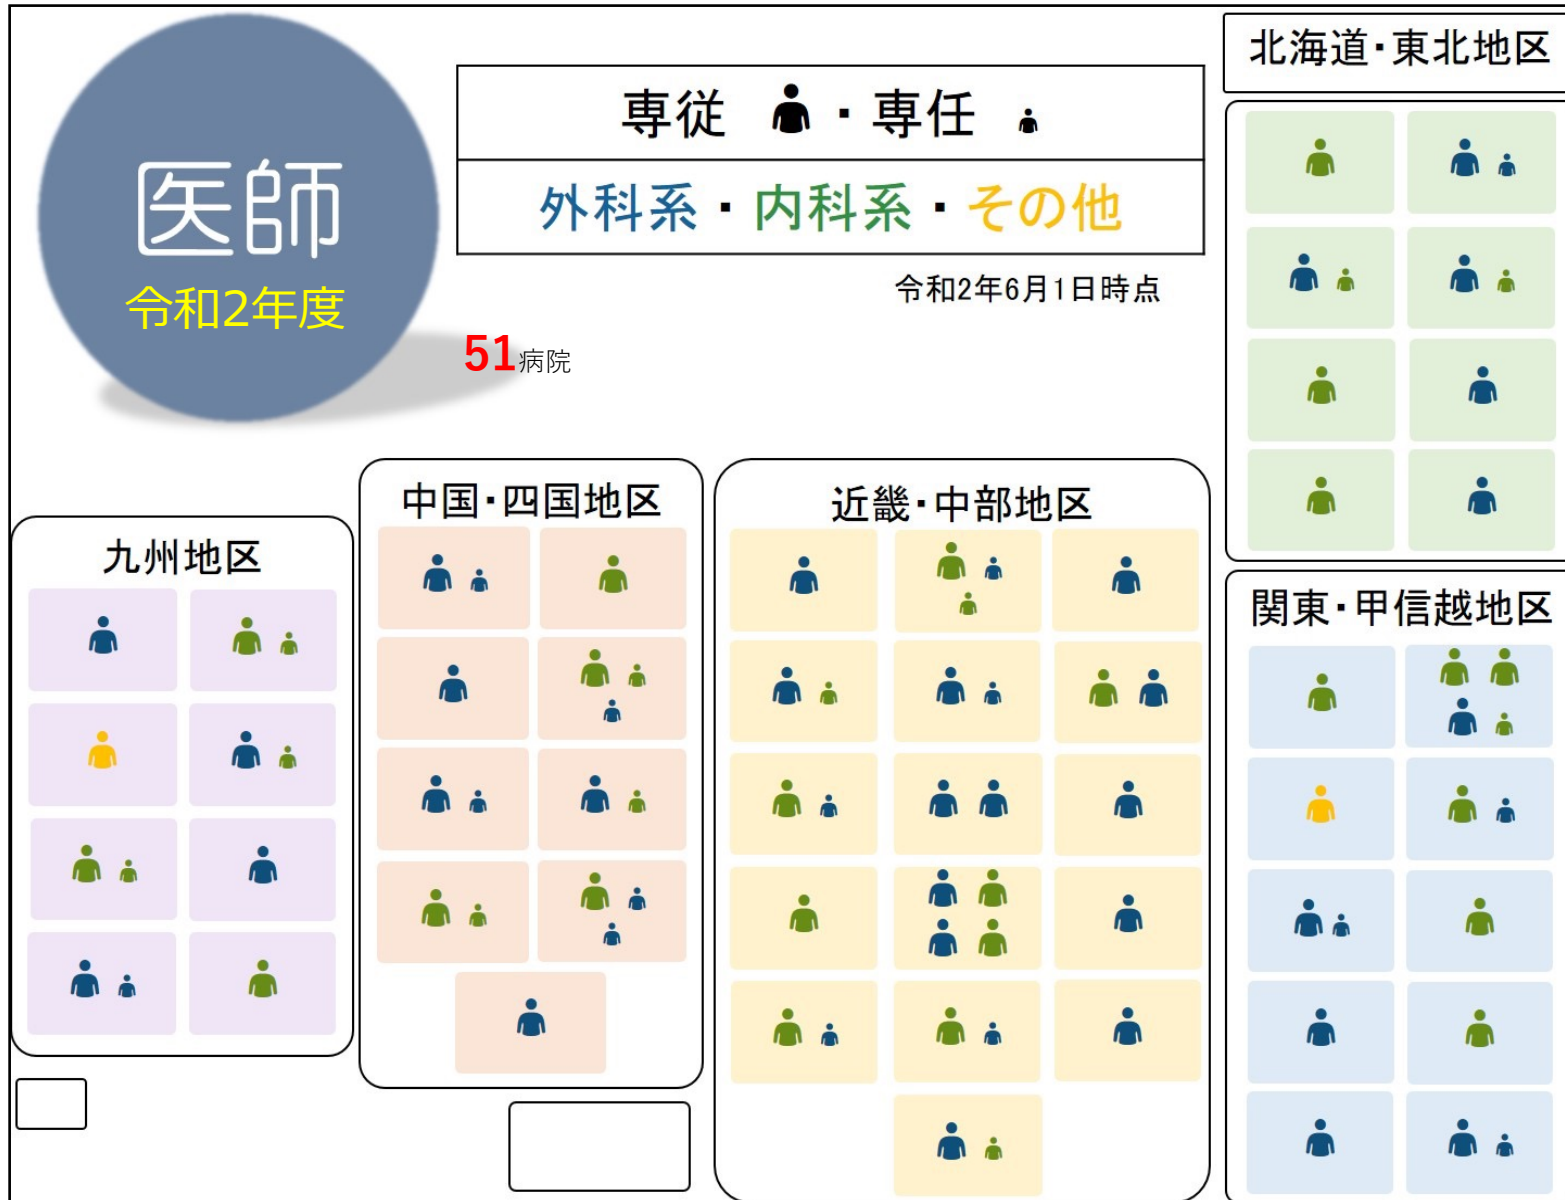 医師
令和2年度
専従 ・専任
外科系・内科系・その他
令和2年6月1日時点
51病院
北海道・東北地区
中国・四国地区
近畿・中部地区
九州地区
関東・甲信越地区